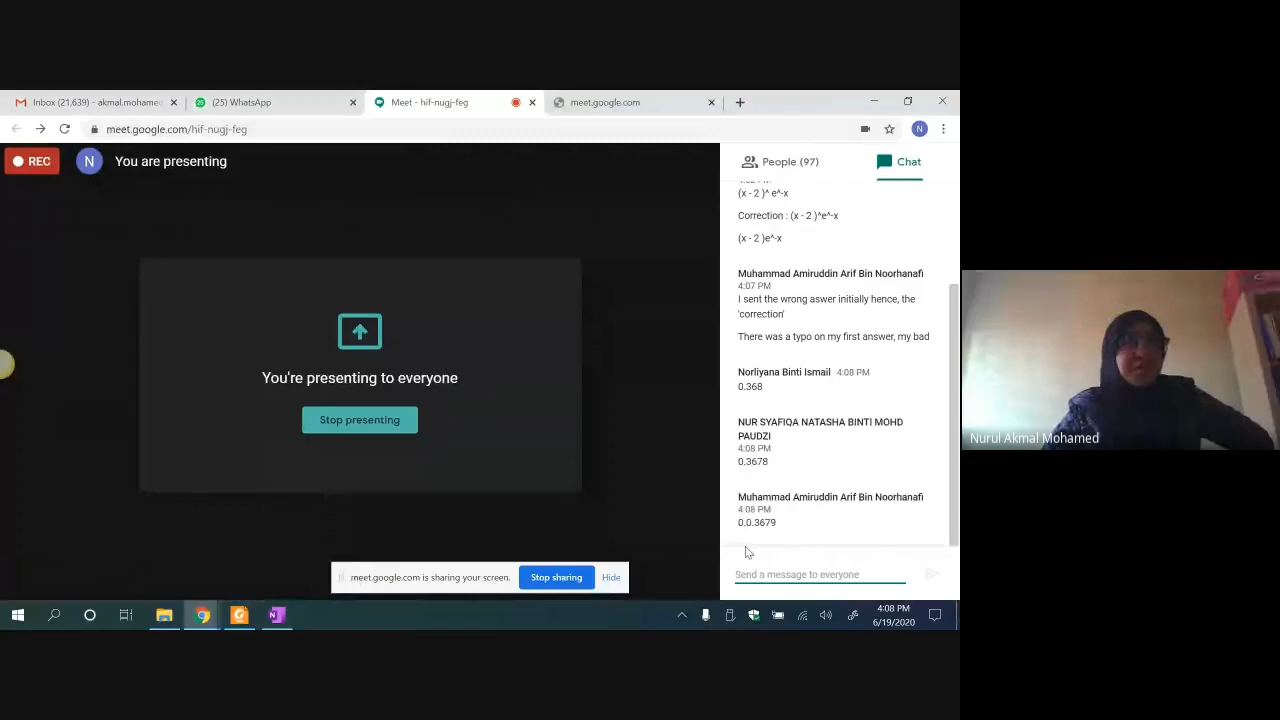 Inbox (21,639) - akmal.mohamed
(25) WhatsApp
Meet - hif-nugj-feg
meet.google.com
meet.google.com/hif-nugj-feg
N
REC
N
You are presenting
People (97)
Chat
(x - 2 )^ e^-x
Correction : (x - 2 )^e^-x
(x - 2 )e^-x
Muhammad Amiruddin Arif Bin Noorhanafi
4:07 PM
I sent the wrong aswer initially hence, the
'correction'
There was a typo on my first answer, my bad
Norliyana Binti Ismail 4:08 PM
0.368
NUR SYAFIQA NATASHA BINTI MOHD
PAUDZI
4:08 PM
0.3678
Muhammad Amiruddin Arif Bin Noorhanafi
4:08 PM
0.0.3679
Send a message to everyone
You're presenting to everyone
Stop presenting
meet.google.com is sharing your screen.
Stop sharing
Hide
4:08 PM
6/19/2020
Nurul Akmal Mohamed